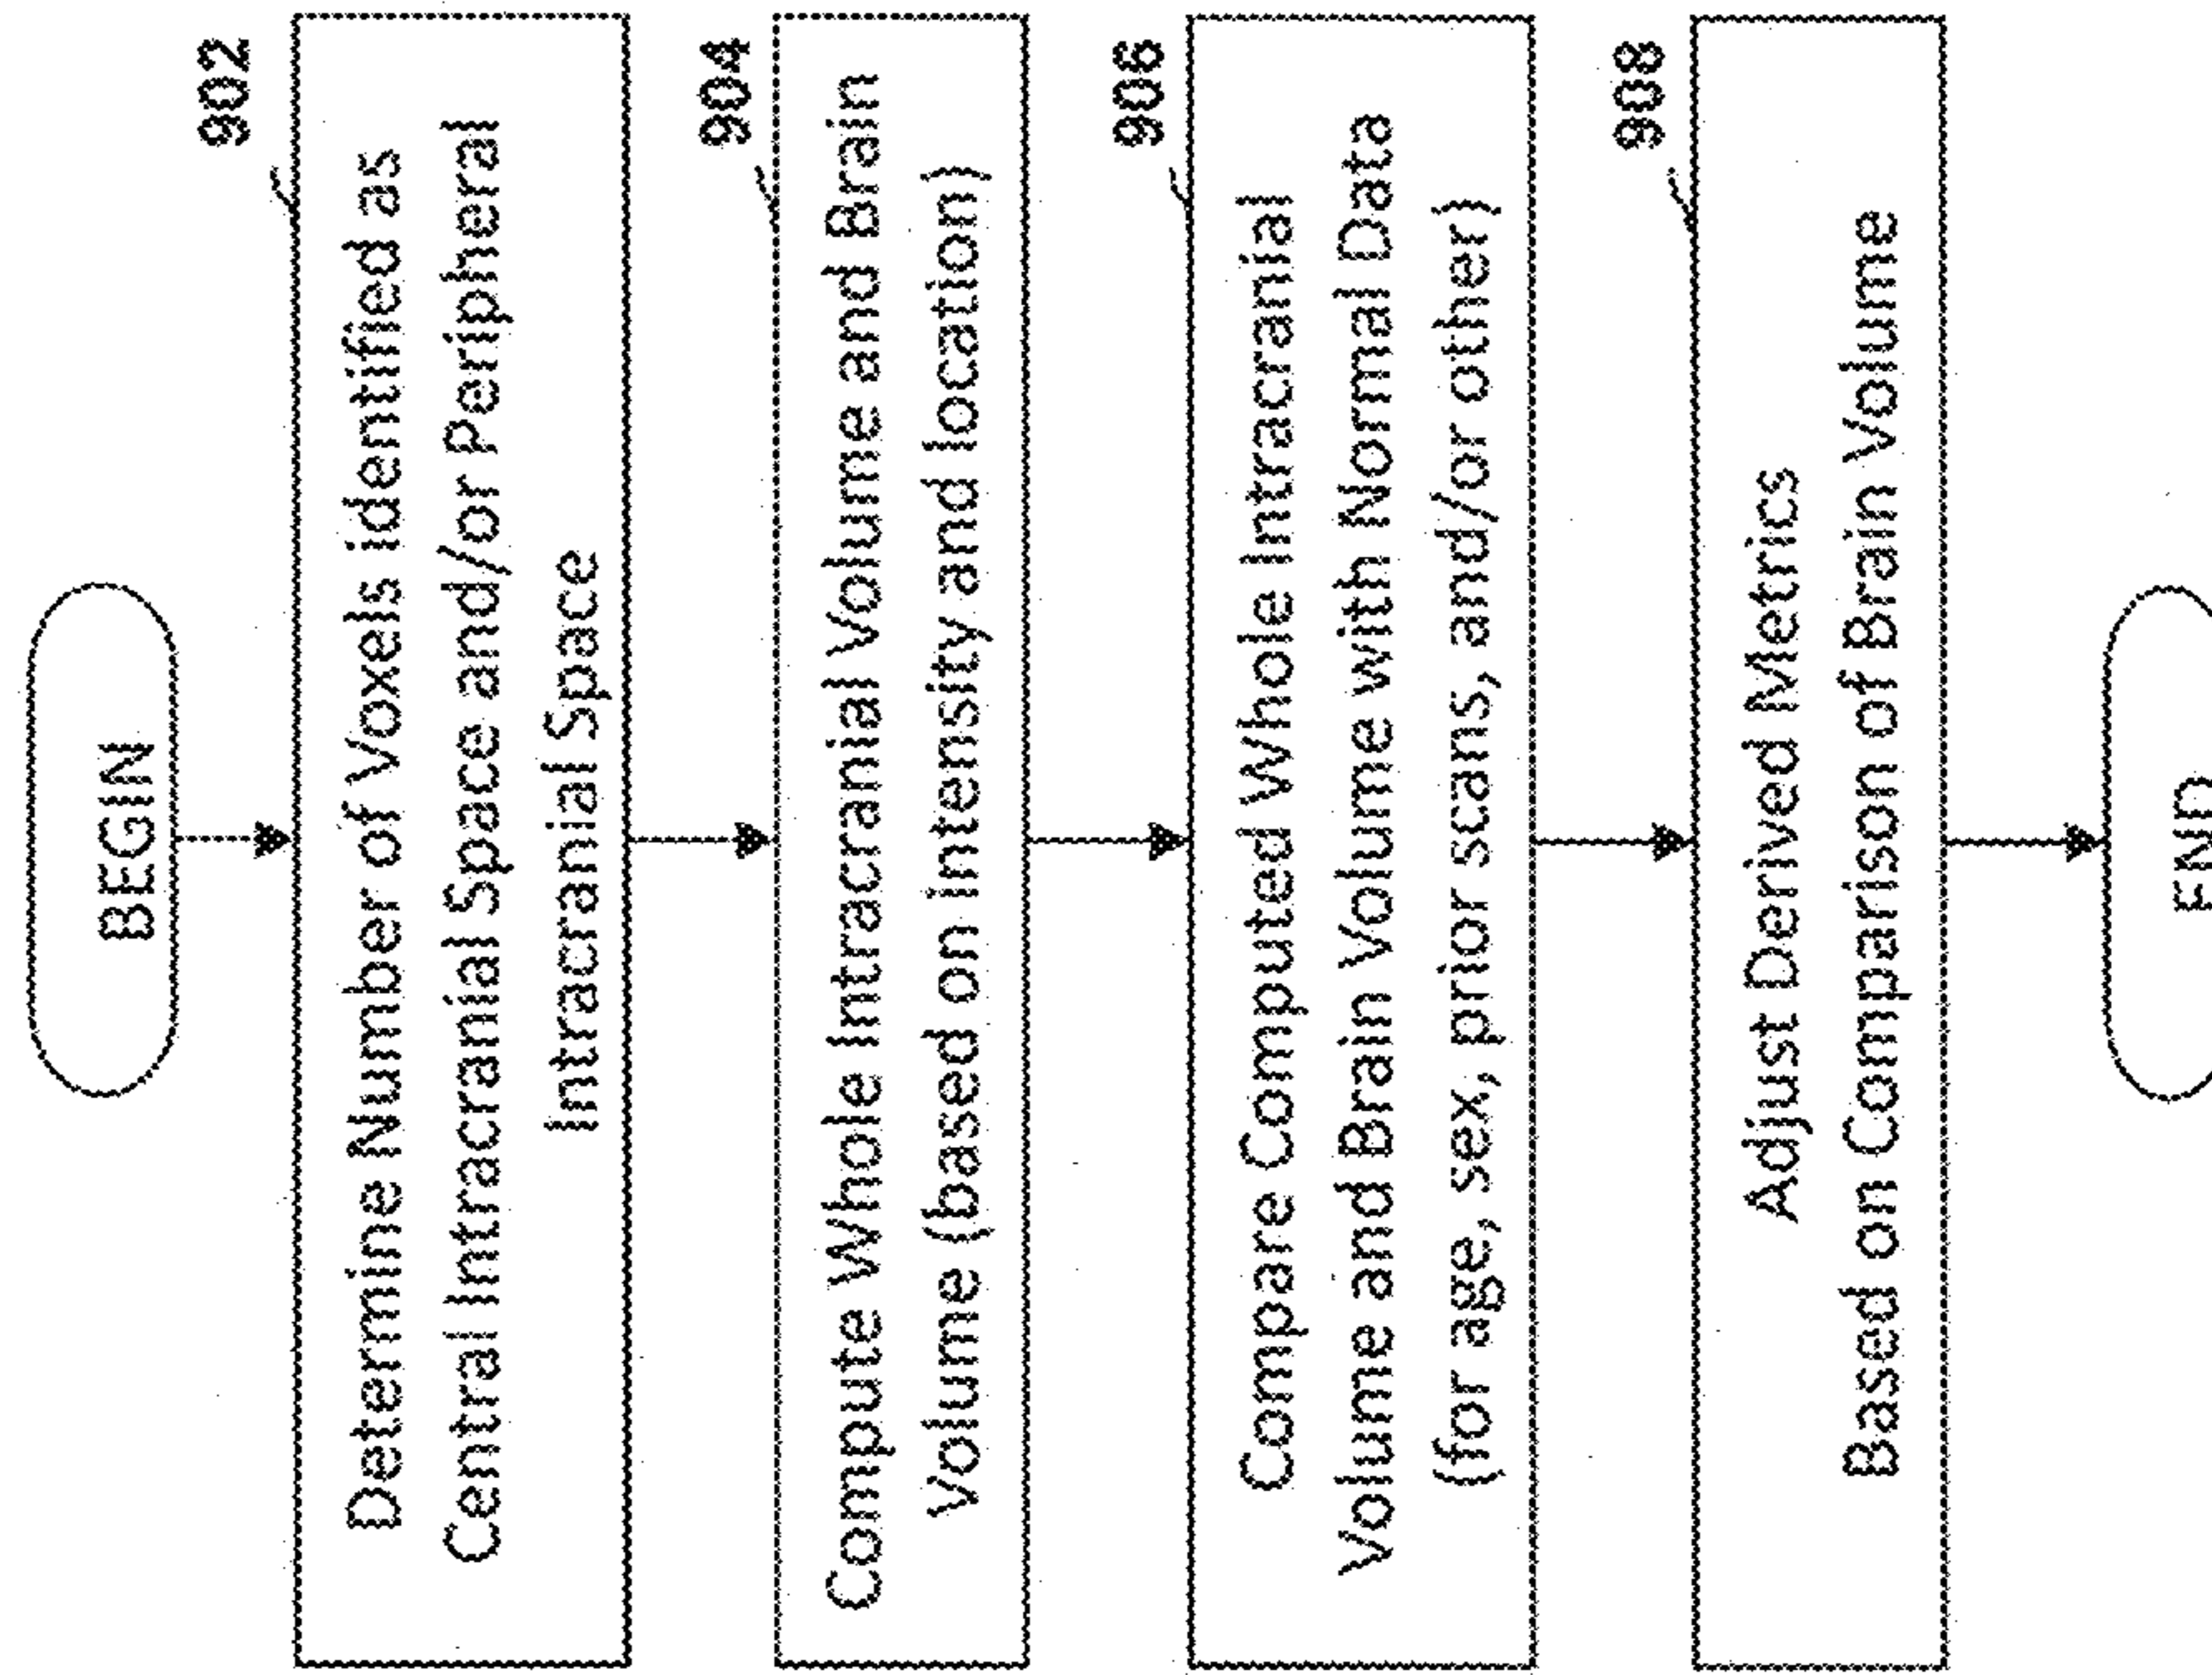 BEGIN
902
Determine Number of Voxels identified as
Central Intracranial Space and/or Peripheral
Intracranial Space
904
Compute Whole Intracranial Volume and Brain
Volume (based on intensity and location)
906
Compare Computed Whole Intracranial
Volume and Brain Volume with Normal Data
(for age, sex, prior scans, and/or other)
908
Adjust Derived Metrics
Based on Comparison of Brain Volume
END